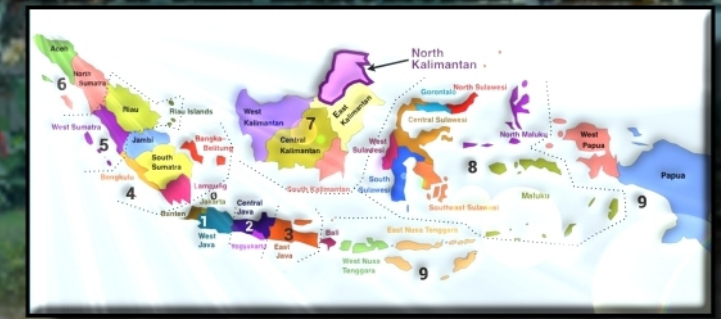 North
Kalimantan
Aceh
North
Sumatra
6
Riau
Riau Islands
West Sumatra
5
Jambi
Bangka
Belitung
South
Sumatra
Bengkulu
4
Lampung
0
Jakarta
Banten
1
West
Java
Central
Java
2
Yogyakarta
3
East
Java
Bali
West
Kalimantan
7
Central
Kalimantan
East
Kalimantan
South Kalimantan
Gorontalo
North Sulawesi
Central Sulawesi
West
Sulawesi
South
Sulawesi
Southeast Sulawesi
8
North Maluku
Maluku
West
Papua
Papua
9
East Nusa Tenggara
West Nusa
Tenggara
9